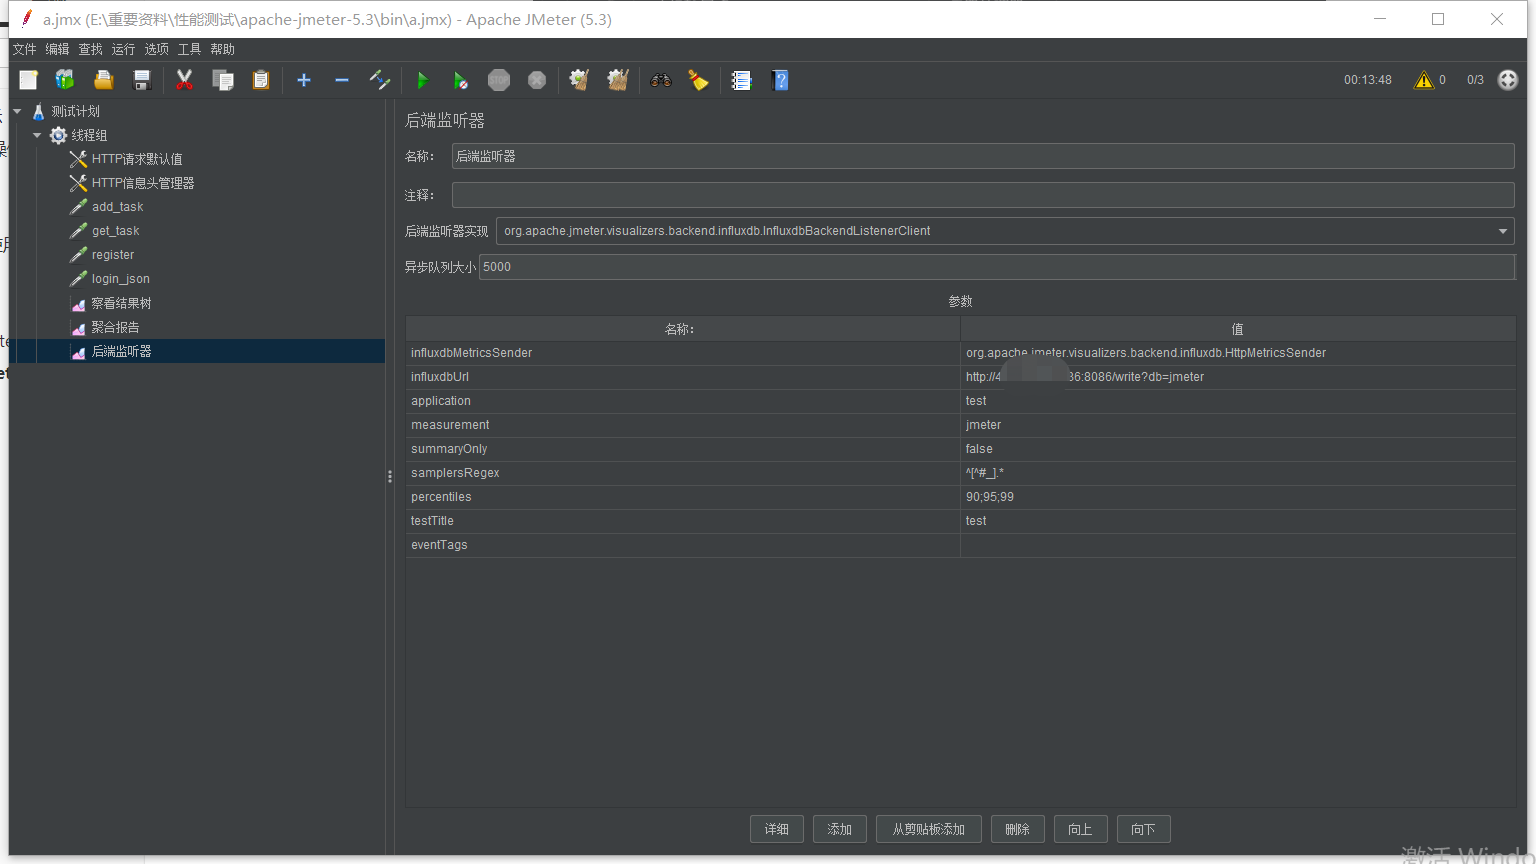 a.jmx (E:\重要资料\性能测试\apache-jmeter-5.3\bin\a.jmx) - Apache JMeter (5.3)
文件 编辑 查找 运行 选项 工具 帮助
STOP
00:13:48 0 0/3
测试计划
线程组
HTTP请求默认值
HTTP信息头管理器
add_task
get_task
register
login_json
察看结果树
聚合报告
后端监听器
后端监听器
名称: 后端监听器
注释:
后端监听器实现 org.apache.jmeter.visualizers.backend.influxdb.InfluxdbBackendListenerClient
异步队列大小 5000
参数
名称: 值
influxdbMetricsSender org.apache.jmeter.visualizers.backend.influxdb.HttpMetricsSender
influxdbUrl http://4 36:8086/write?db=jmeter
application test
measurement jmeter
summaryOnly false
samplersRegex ^[^#_].*
percentiles 90;95;99
testTitle test
eventTags
详细 添加 从剪贴板添加 删除 向上 向下
激活 Windo